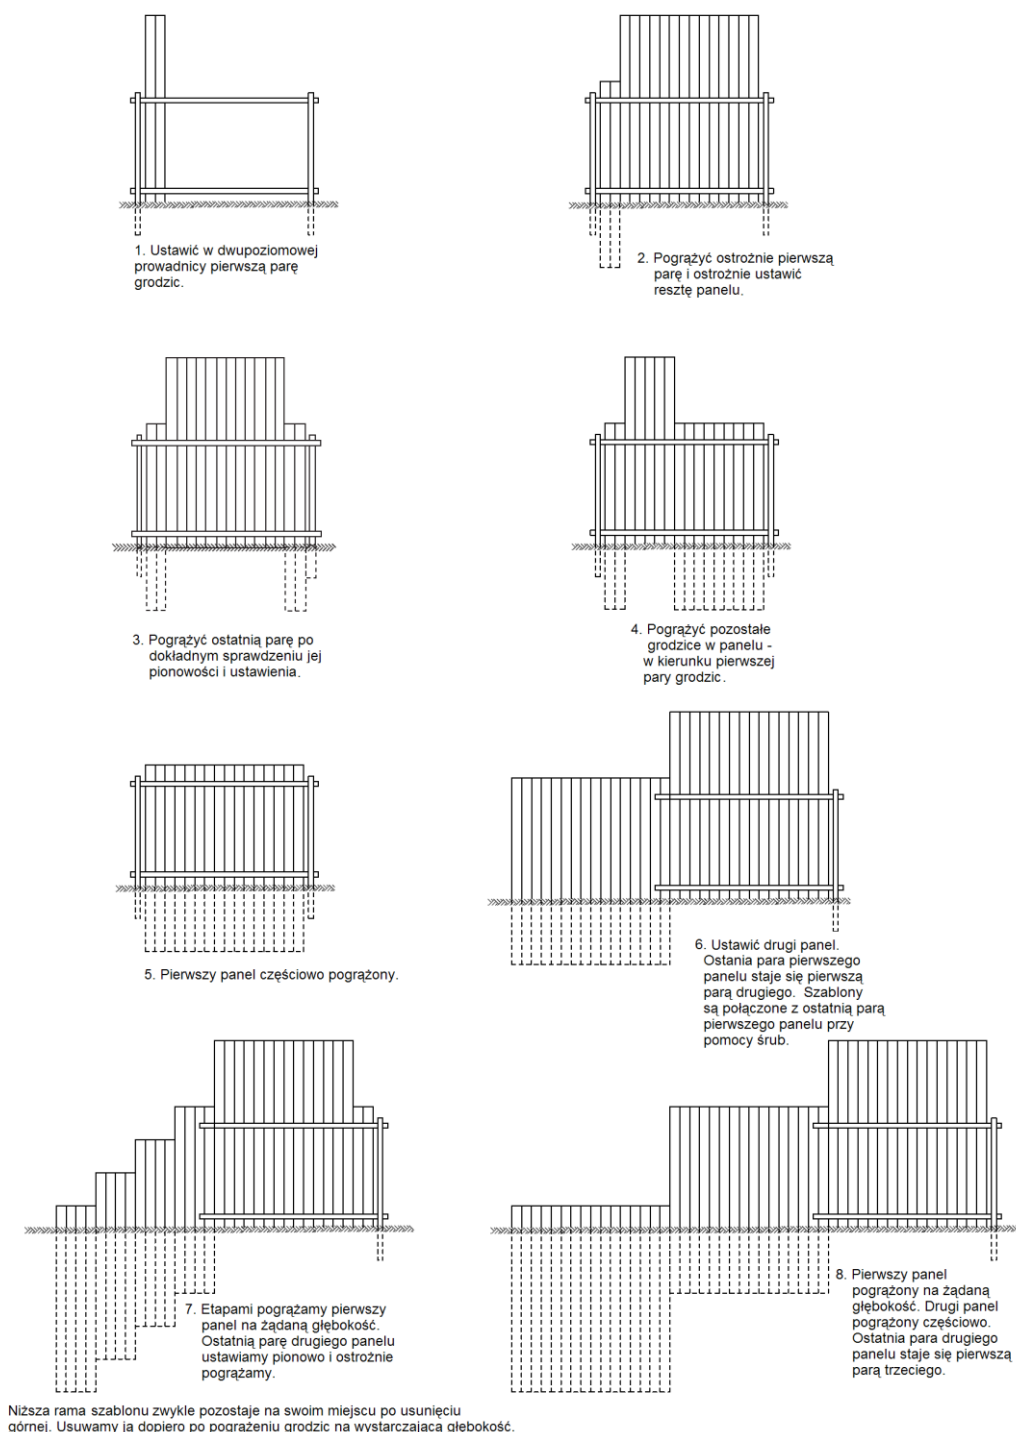 1. Ustawić w dwupoziomowej
prowadnicy pierwszą parę
grodzic.
2. Pogrążyć ostrożnie pierwszą
parę i ostrożnie ustawić
resztę panelu.
3. Pogrążyć ostatnią parę po
dokładnym sprawdzeniu jej
pionowości i ustawienia.
4. Pogrążyć pozostałe
grodzice w panelu -
w kierunku pierwszej
pary grodzic.
5. Pierwszy panel częściowo pogrążony.
6. Ustawić drugi panel.
Ostania para pierwszego
panelu staje się pierwszą
parą drugiego. Szablony
są połączone z ostatnią parą
pierwszego panelu przy
pomocy śrub.
7. Etapami pogrążamy pierwszy
panel na żądaną głębokość.
Ostatnią parę drugiego panelu
ustawiamy pionowo i ostrożnie
pogrążamy.
8. Pierwszy panel
pogrążony na żądaną
głębokość. Drugi panel
pogrążony częściowo.
Ostatnia para drugiego
panelu staje się pierwszą
parą trzeciego.
Niższa rama szablonu zwykle pozostaje na swoim miejscu po usunięciu
górnej. Usuwamy ją dopiero po pogrążeniu grodzic na wystarczającą głębokość.